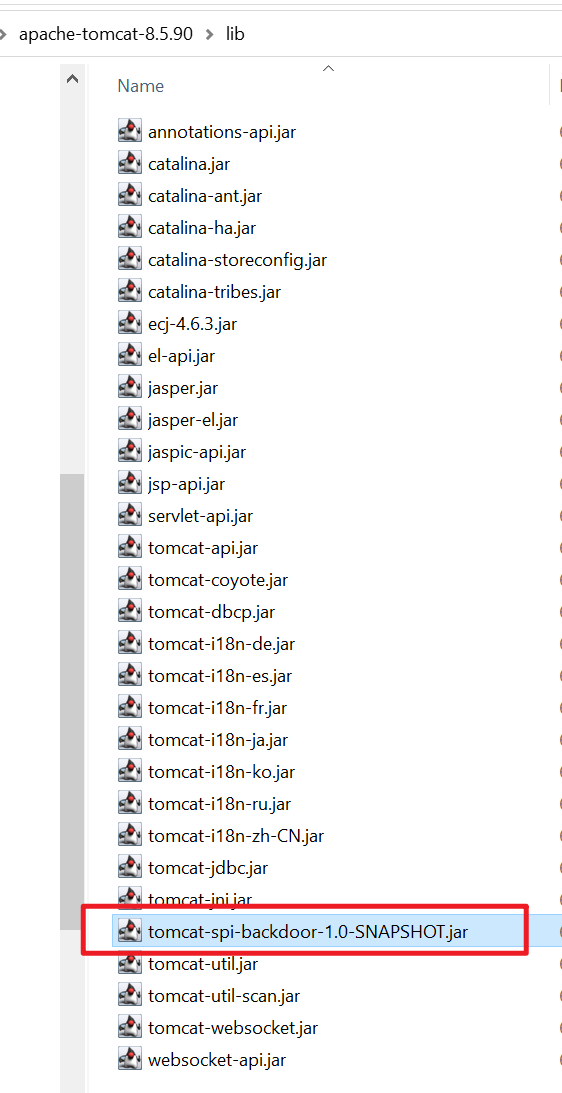 apache-tomcat-8.5.90 lib
Name
annotations-api.jar
catalina.jar
catalina-ant.jar
catalina-ha.jar
catalina-storeconfig.jar
catalina-tribes.jar
ecj-4.6.3.jar
el-api.jar
jasper.jar
jasper-el.jar
jaspic-api.jar
jsp-api.jar
servlet-api.jar
tomcat-api.jar
tomcat-coyote.jar
tomcat-dbcp.jar
tomcat-i18n-de.jar
tomcat-i18n-es.jar
tomcat-i18n-fr.jar
tomcat-i18n-ja.jar
tomcat-i18n-ko.jar
tomcat-i18n-ru.jar
tomcat-i18n-zh-CN.jar
tomcat-jdbc.jar
tomcat-jni.jar
tomcat-spi-backdoor-1.0-SNAPSHOT.jar
tomcat-util.jar
tomcat-util-scan.jar
tomcat-websocket.jar
websocket-api.jar